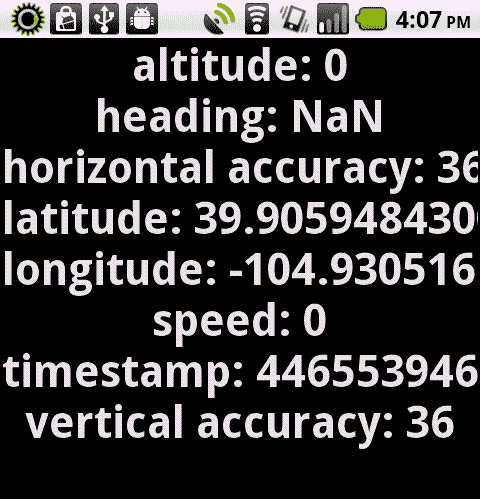 4:07 PM
altitude: 0
heading: NaN
horizontal accuracy: 36
latitude: 39.9059484300
longitude: -104.930516
speed: 0
timestamp: 446553946
vertical accuracy: 36